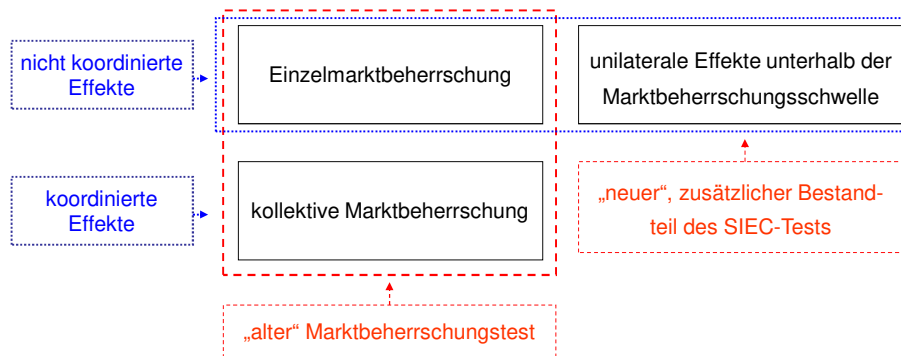 nicht koordinierte
Effekte
Einzelmarktbeherrschung
unilaterale Effekte unterhalb der
Marktbeherrschungsschwelle
koordinierte
Effekte
kollektive Marktbeherrschung
„neuer“, zusätzlicher Bestand-
teil des SIEC-Tests
„alter“ Marktbeherrschungstest